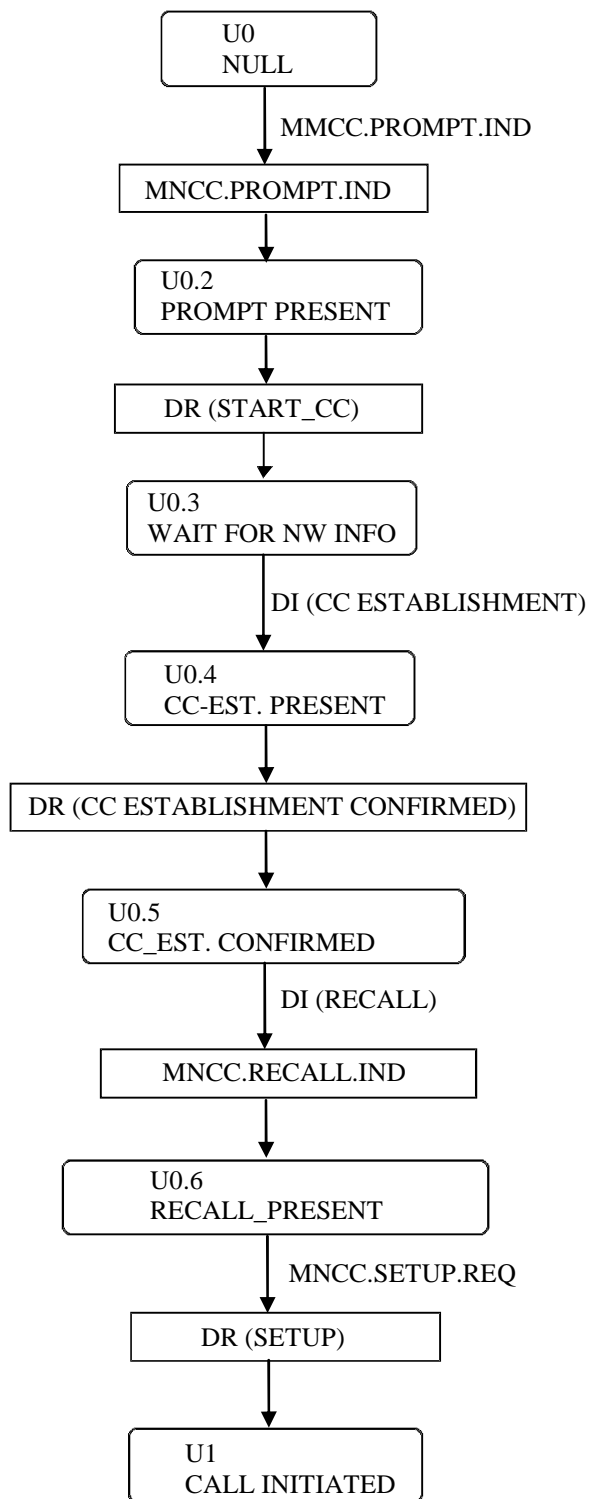 U0
NULL
MMCC.PROMPT.IND
MNCC.PROMPT.IND
U0.2
PROMPT PRESENT
DR (START_CC)
U0.3
WAIT FOR NW INFO
DI (CC ESTABLISHMENT)
U0.4
CC-EST. PRESENT
DR (CC ESTABLISHMENT CONFIRMED)
U0.5
CC_EST. CONFIRMED
DI (RECALL)
MNCC.RECALL.IND
U0.6
RECALL_PRESENT
MNCC.SETUP.REQ
DR (SETUP)
U1
CALL INITIATED